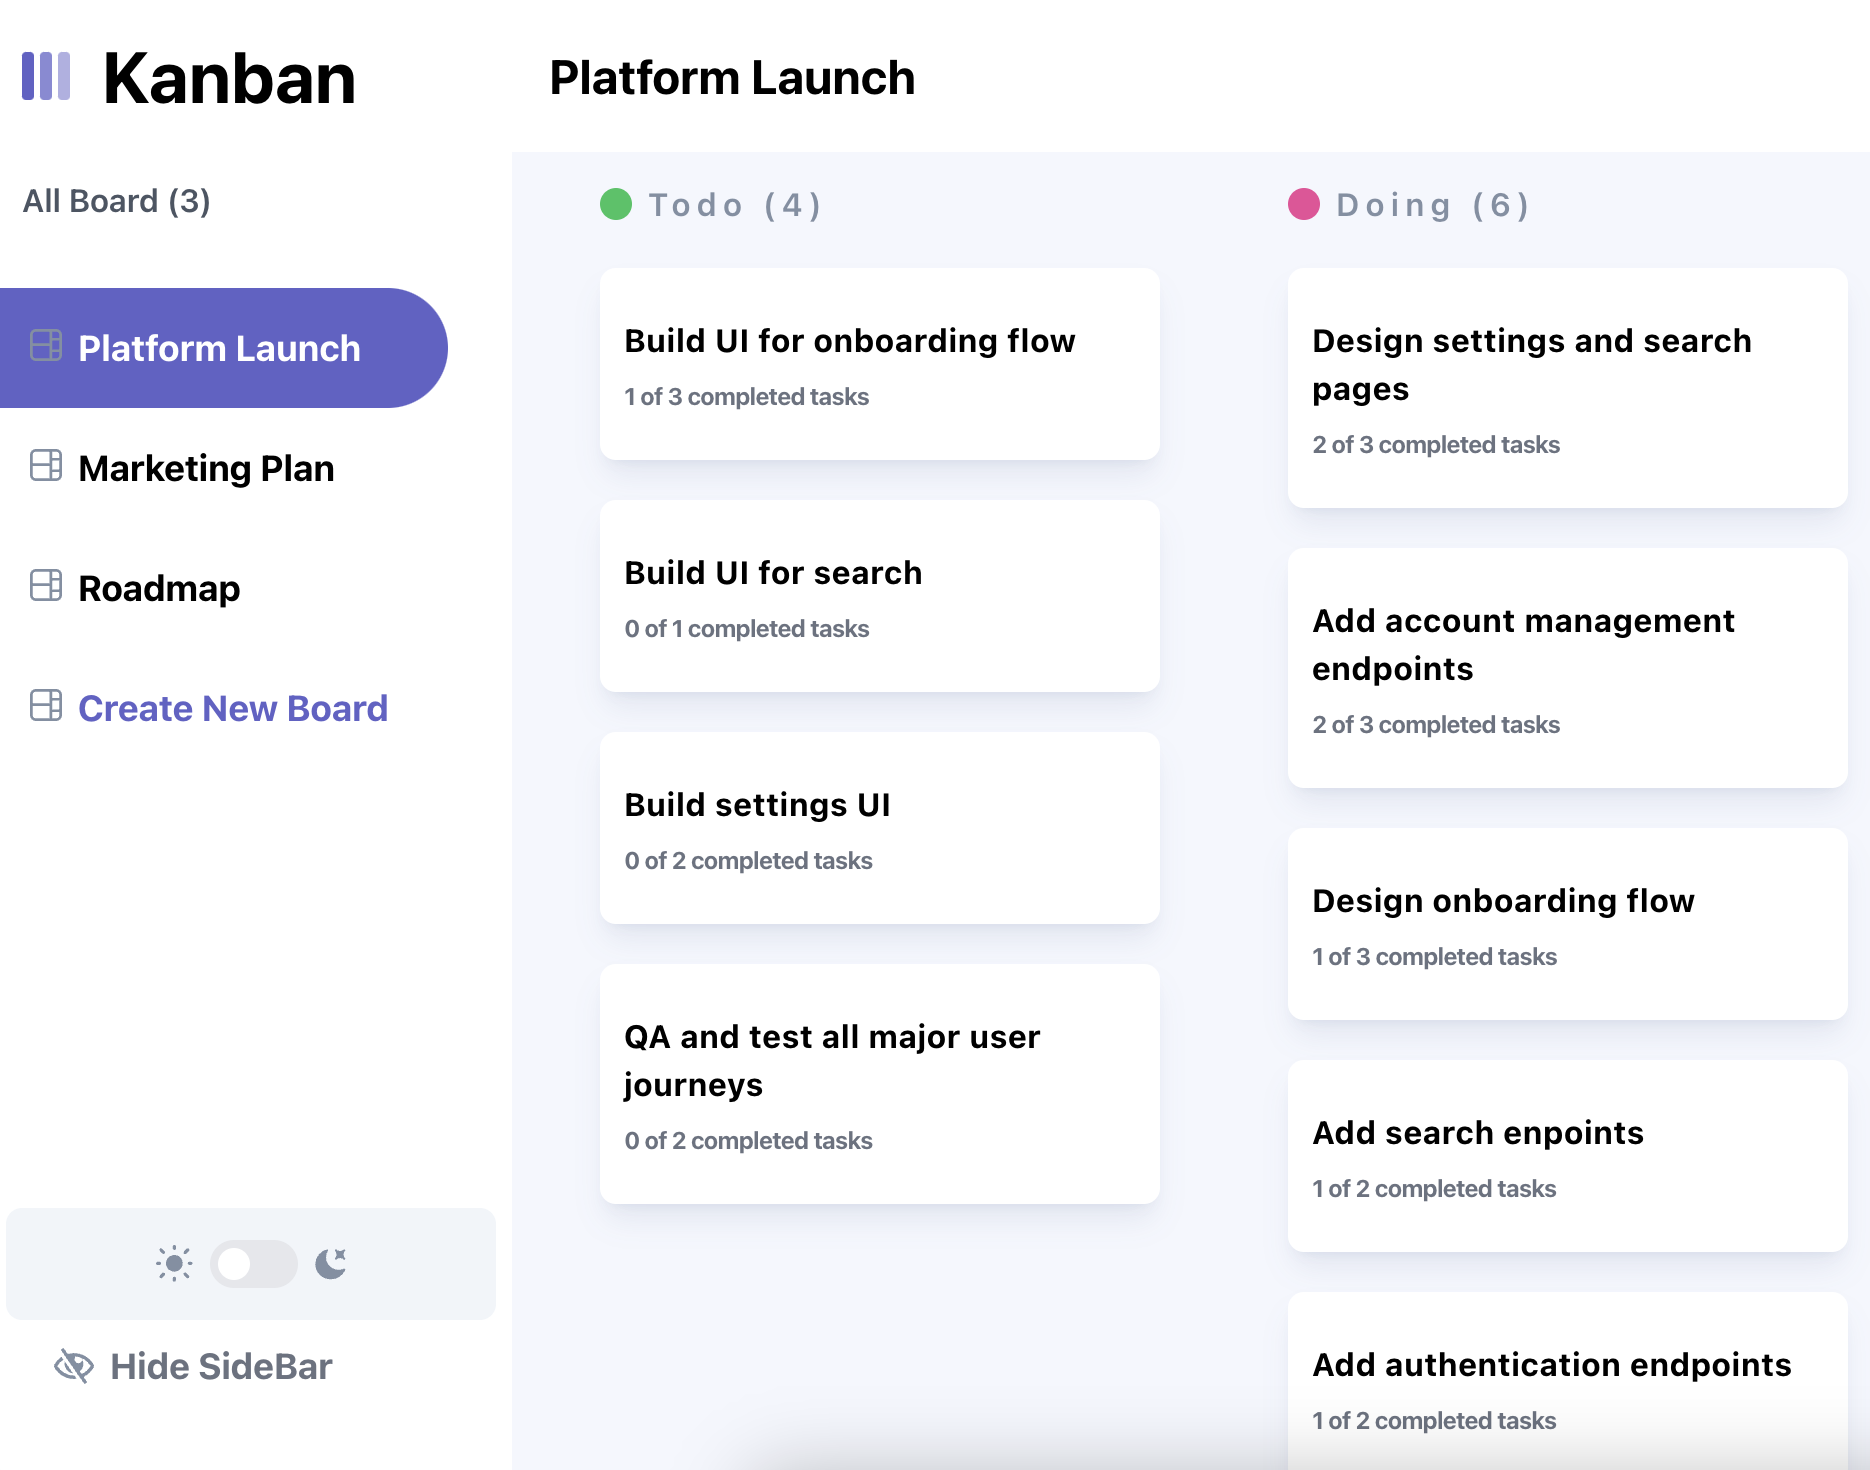 Kanban
Platform Launch
All Board (3)
Platform Launch
Marketing Plan
Roadmap
Create New Board
Hide SideBar
Todo (4)
Build UI for onboarding flow
1 of 3 completed tasks
Build UI for search
0 of 1 completed tasks
Build settings UI
0 of 2 completed tasks
QA and test all major user
journeys
0 of 2 completed tasks
Doing (6)
Design settings and search
pages
2 of 3 completed tasks
Add account management
endpoints
2 of 3 completed tasks
Design onboarding flow
1 of 3 completed tasks
Add search enpoints
1 of 2 completed tasks
Add authentication endpoints
1 of 2 completed tasks